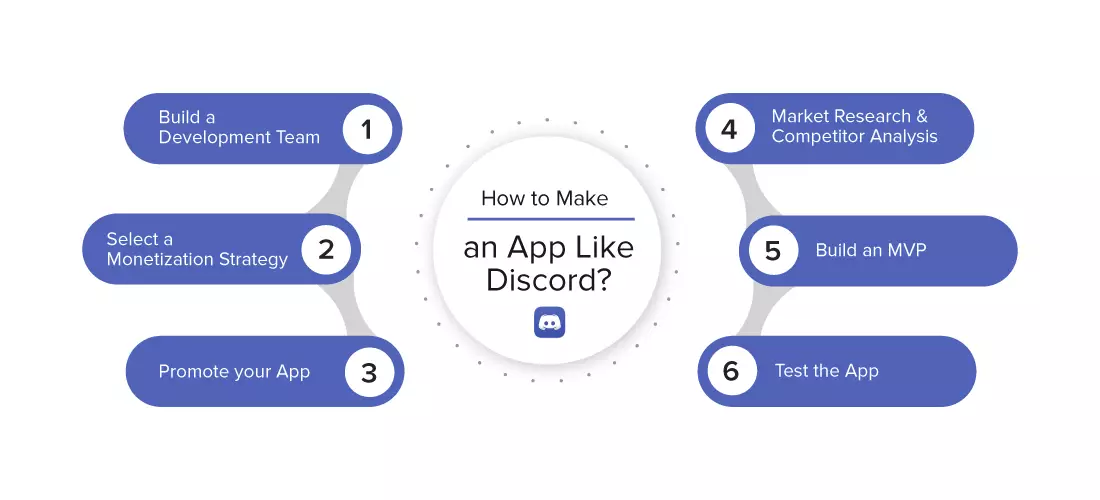 How to Make
an App Like
Discord?
Build a
Development Team
1
Select a
Monetization Strategy
2
Promote your App
3
4
Market Research &
Competitor Analysis
5
Build an MVP
6
Test the App